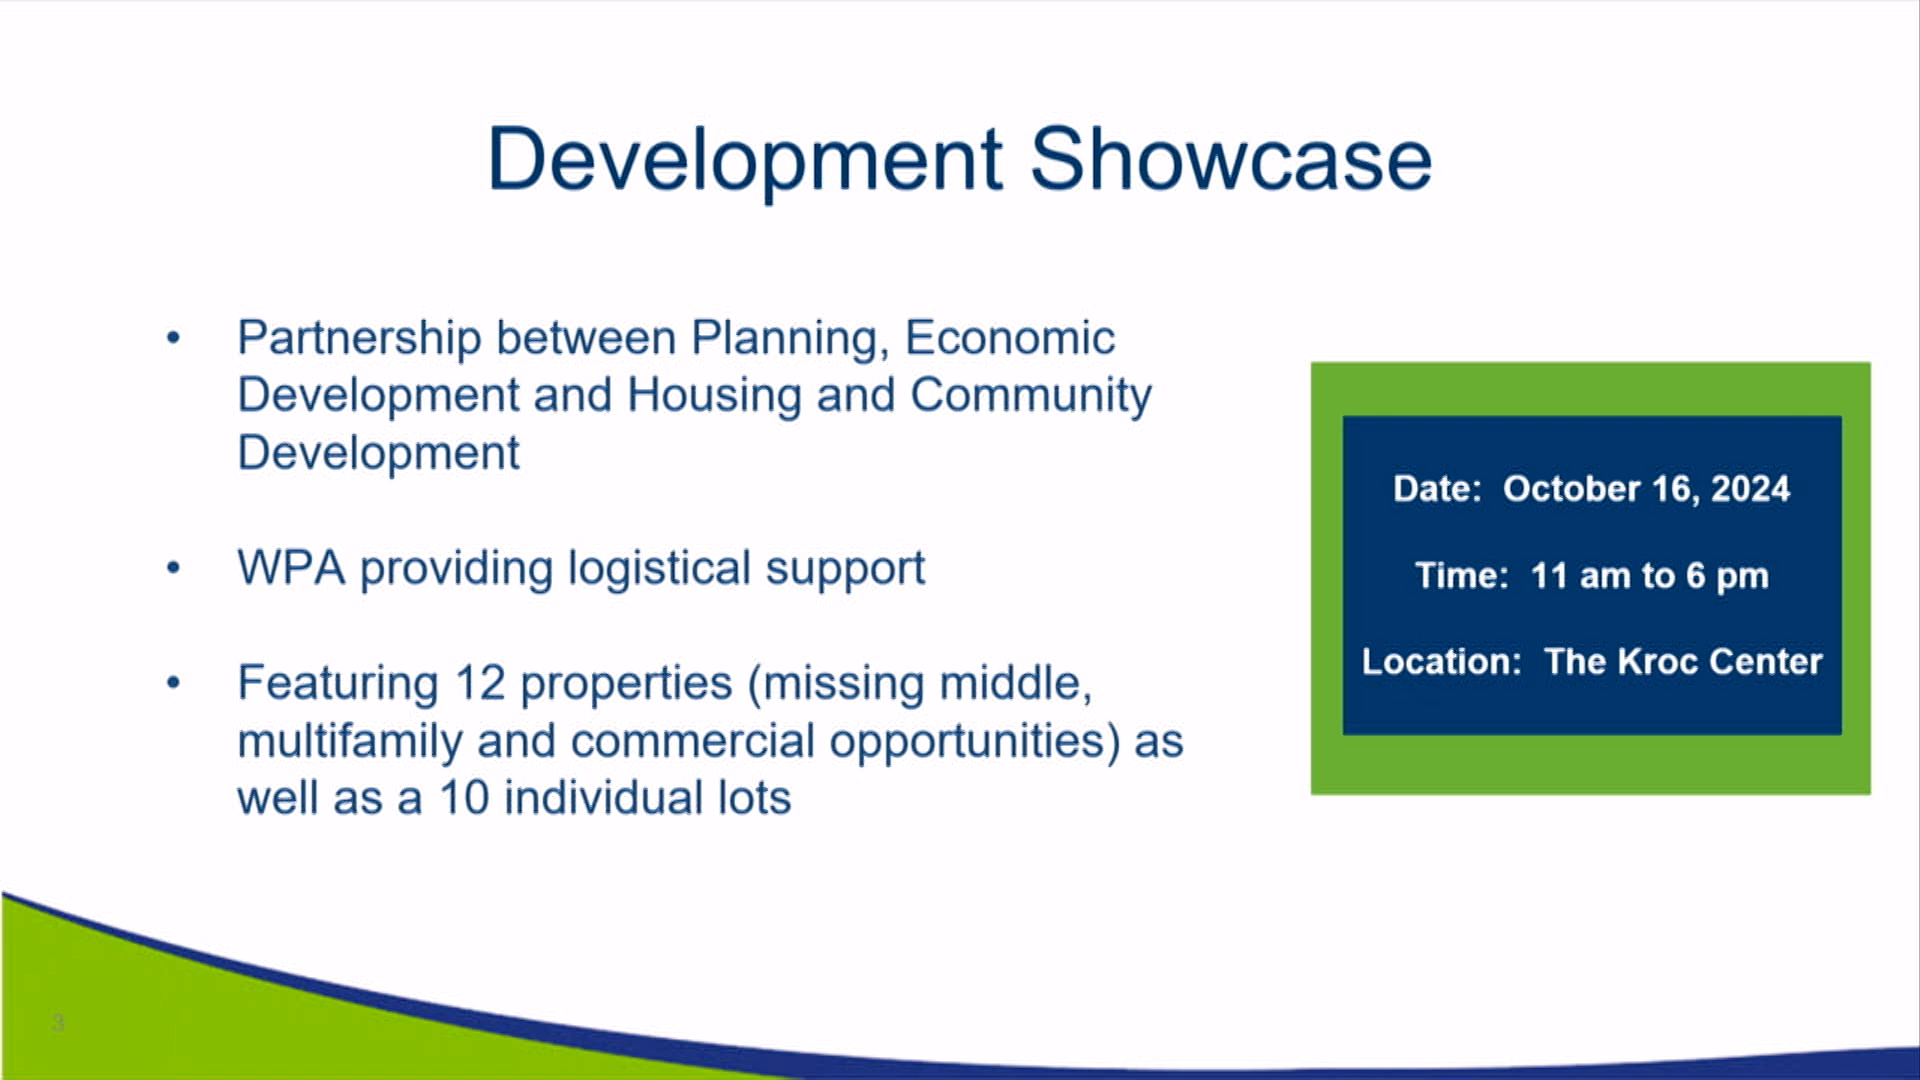 Development Showcase
• Partnership between Planning, Economic
Development and Housing and Community
Development
• WPA providing logistical support
• Featuring 12 properties (missing middle,
multifamily and commercial opportunities) as
well as a 10 individual lots
Date: October 16, 2024
Time: 11 am to 6 pm
Location: The Kroc Center
3